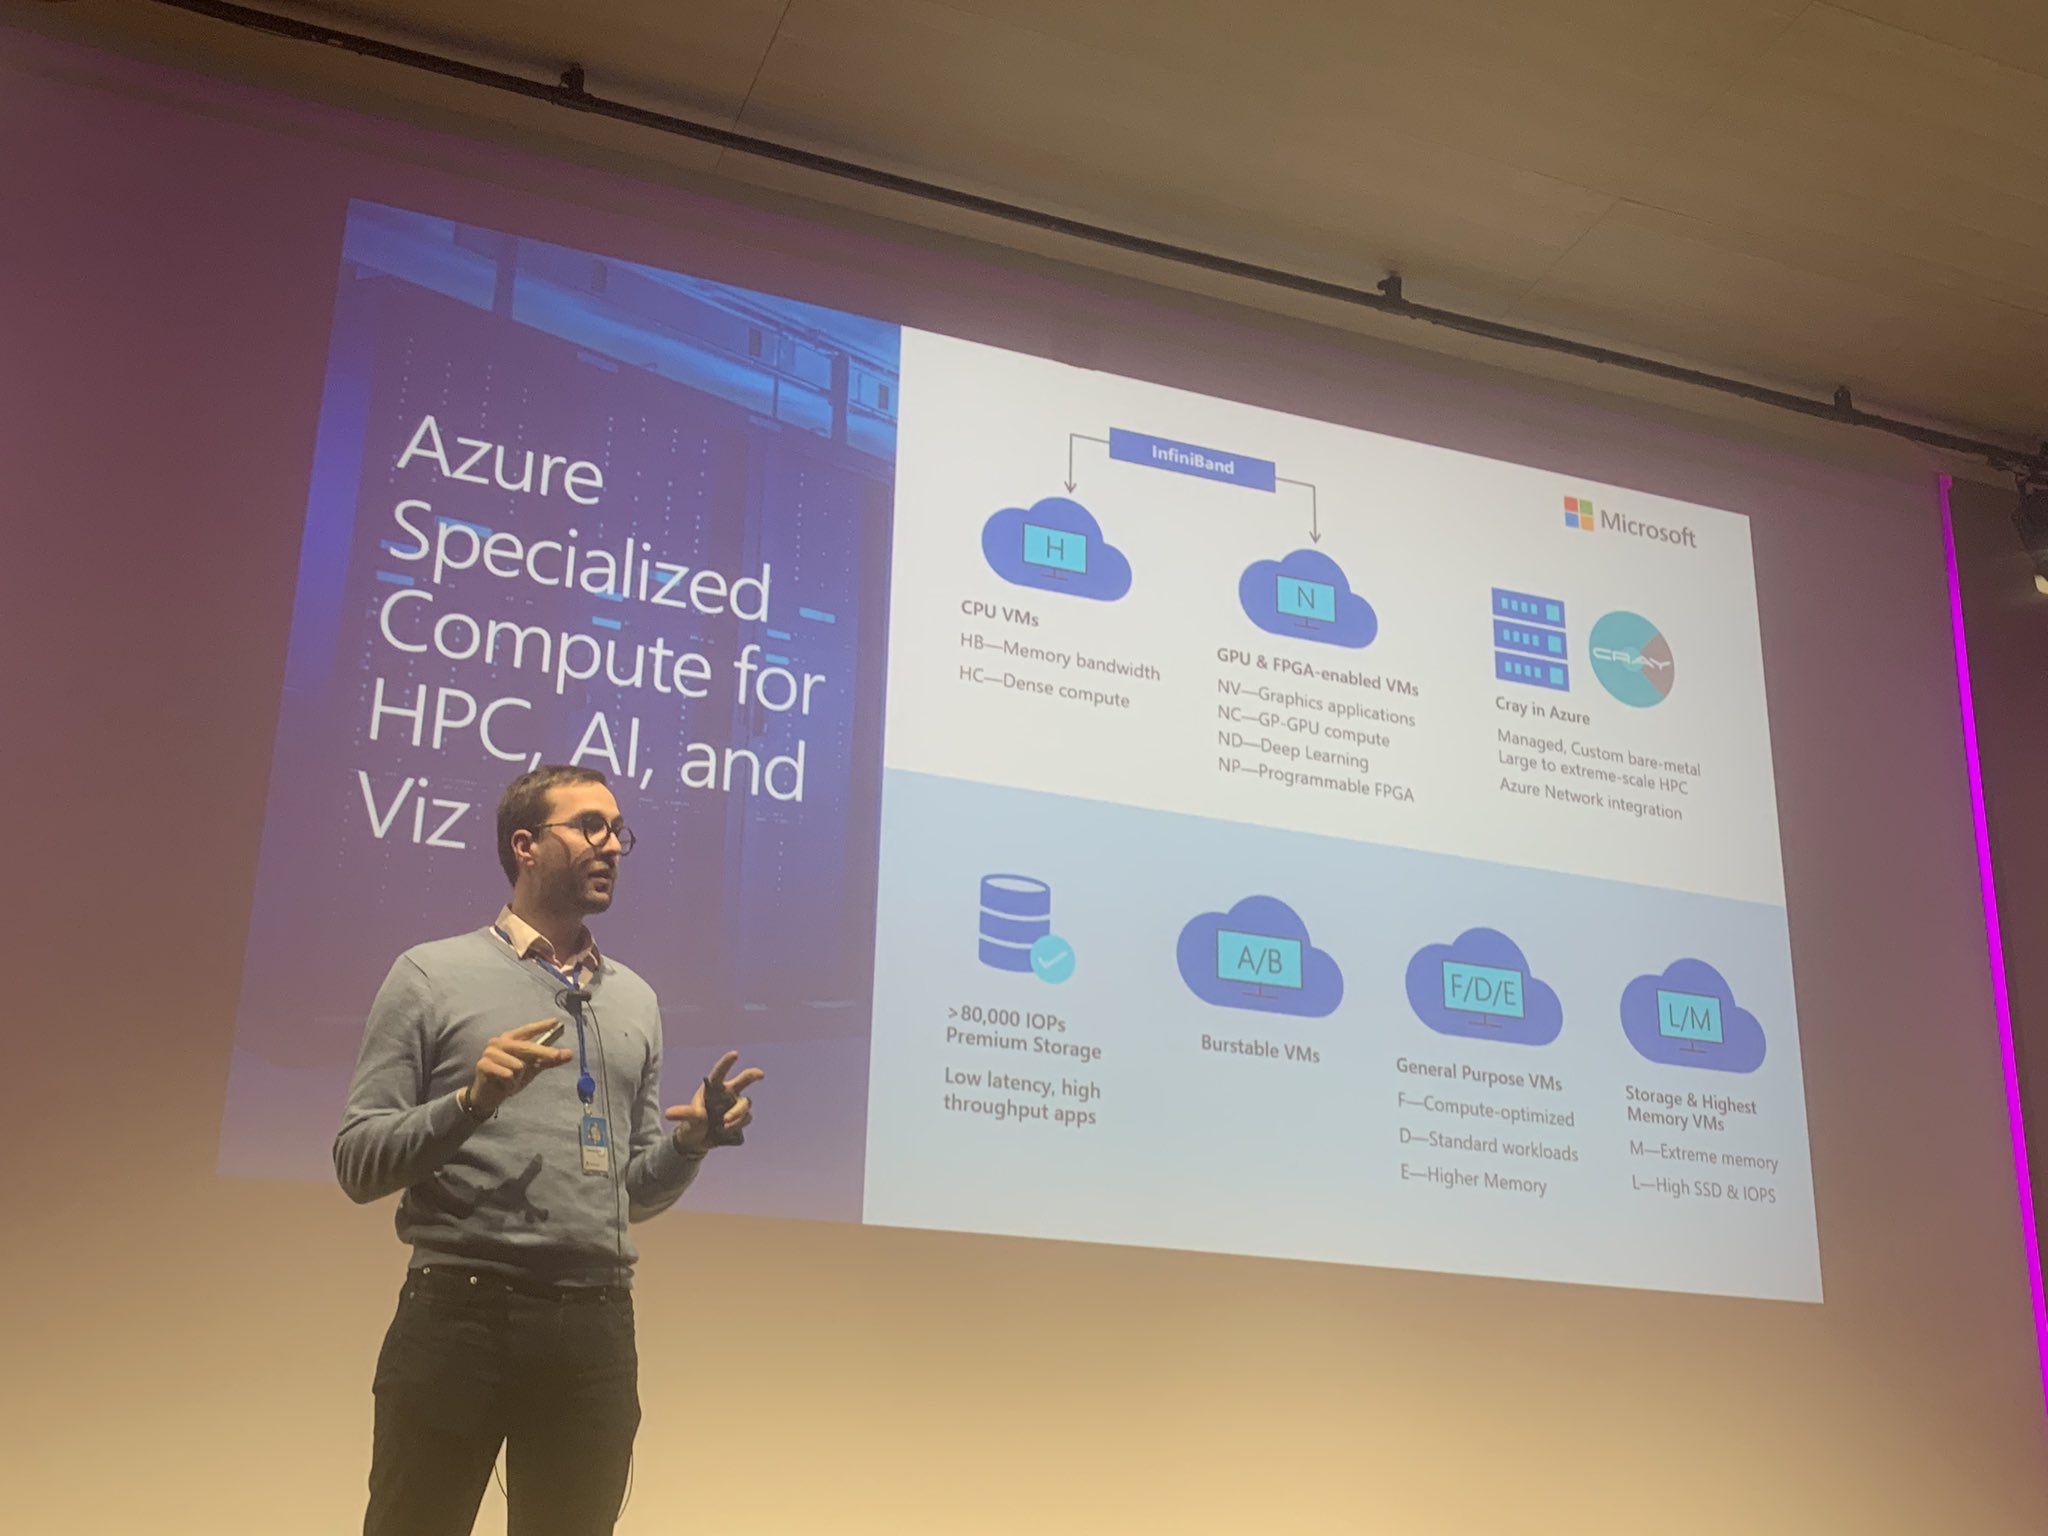 Azure
Specialized
Compute for
HPC, AI, and
Viz
InfiniBand
Microsoft
H
CPU VMs
HB—Memory bandwidth
HC—Dense compute
N
GPU & FPGA-enabled VMs
NV—Graphics applications
NC—GP-GPU compute
ND—Deep Learning
NP—Programmable FPGA
CRAY
Cray in Azure
Managed, Custom bare-metal
Large to extreme-scale HPC
Azure Network integration
>80,000 IOPs
Premium Storage
Low latency, high
throughput apps
A/B
Burstable VMs
F/D/E
General Purpose VMs
F—Compute-optimized
D—Standard workloads
E—Higher Memory
L/M
Storage & Highest
Memory VMs
M—Extreme memory
L—High SSD & IOPS